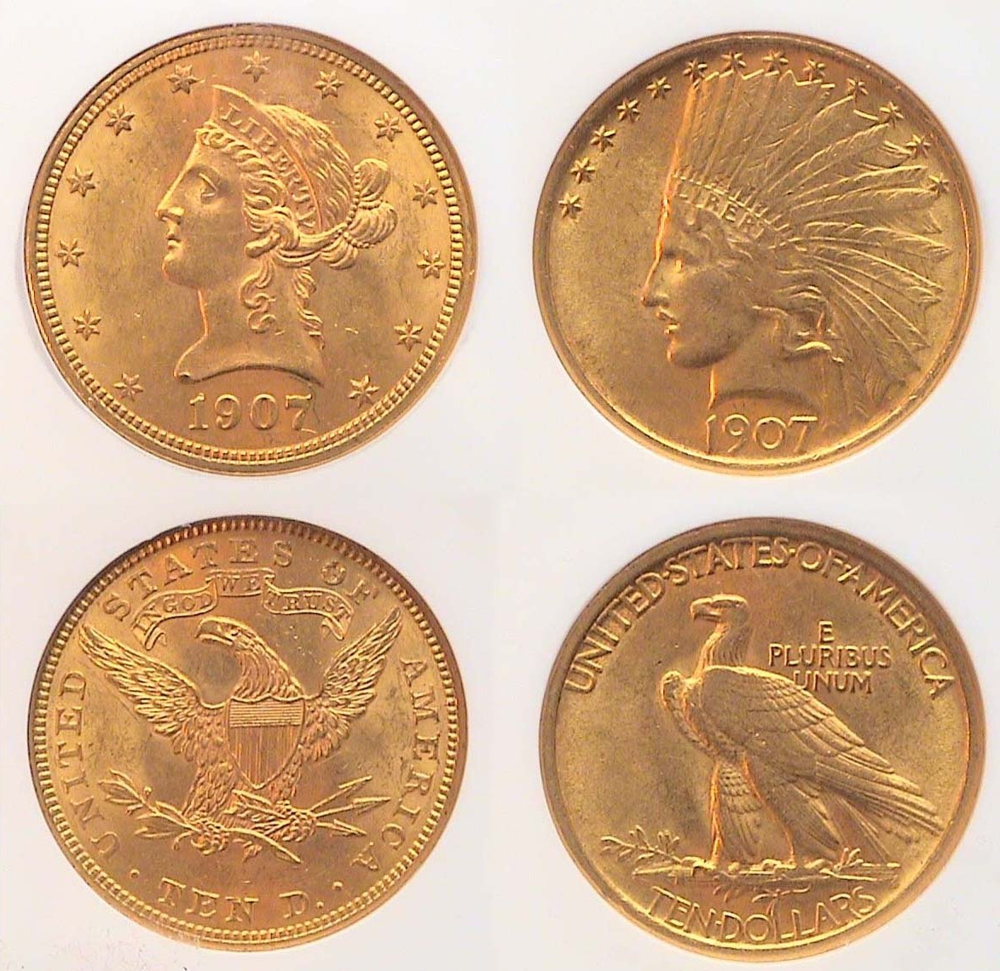 LIBERTY
1907
LIBERTY
1907
UNITED STATES OF AMERICA
IN GOD WE TRUST
TEN D.
UNITED·STATES·OF·AMERICA
E
PLURIBUS
UNUM
TEN·DOLLARS